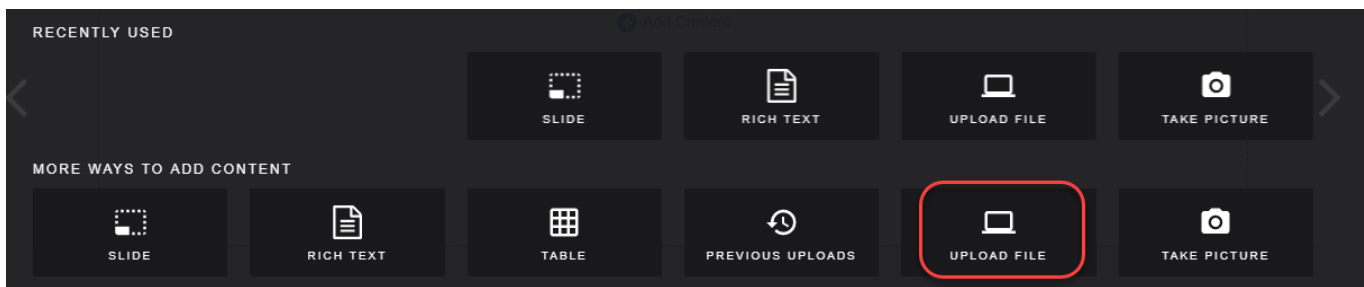 Add Content
RECENTLY USED
SLIDE
RICH TEXT
UPLOAD FILE
TAKE PICTURE
MORE WAYS TO ADD CONTENT
SLIDE
RICH TEXT
TABLE
PREVIOUS UPLOADS
UPLOAD FILE
TAKE PICTURE